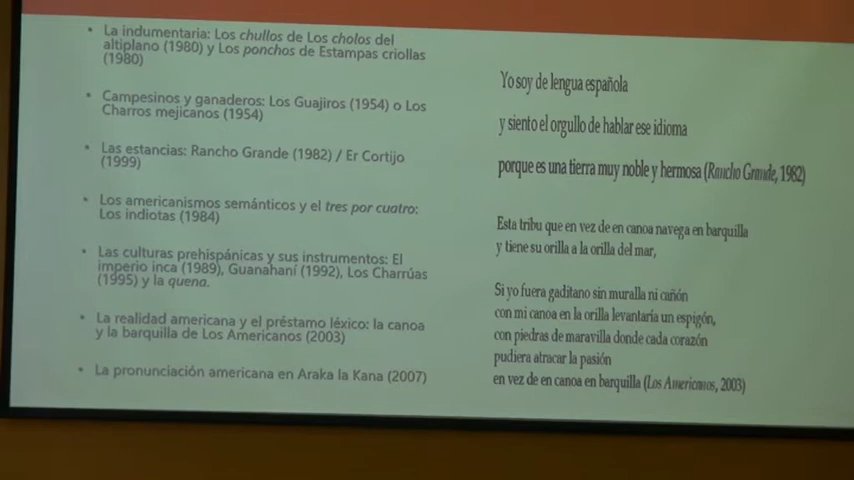 • La indumentaria: Los chullos de Los cholos del
altiplano (1980) y Los ponchos de Estampas criollas
(1980)
• Campesinos y ganaderos: Los Guajiros (1954) o Los
Charros mejicanos (1954)
• Las estancias: Rancho Grande (1982) / Er Cortijo
(1999)
• Los americanismos semánticos y el tres por cuatro:
Los indiotas (1984)
• Las culturas prehispánicas y sus instrumentos: El
imperio inca (1989), Guanahaní (1992), Los Charrúas
(1995) y la quena.
• La realidad americana y el préstamo léxico: la canoa
y la barquilla de Los Americanos (2003)
• La pronunciación americana en Araka la Kana (2007)
Yo soy de lengua española
y siento el orgullo de hablar ese idioma
porque es una tierra muy noble y hermosa (Rancho Grande, 1982)
Esta tribu que en vez de en canoa navega en barquilla
y tiene su orilla a la orilla del mar,
Si yo fuera gaditano sin muralla ni cañón
con mi canoa en la orilla levantaría un espigón,
con piedras de maravilla donde cada corazón
pudiera atracar la pasión
en vez de en canoa en barquilla (Los Americanos, 2003)